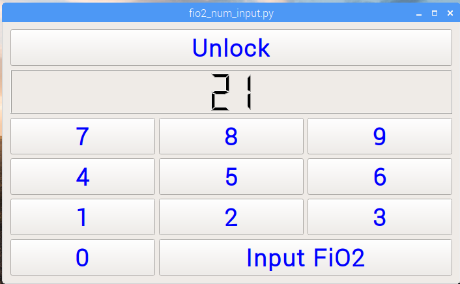 fio2_num_input.py
Unlock
21
7 8 9
4 5 6
1 2 3
0 Input FiO2